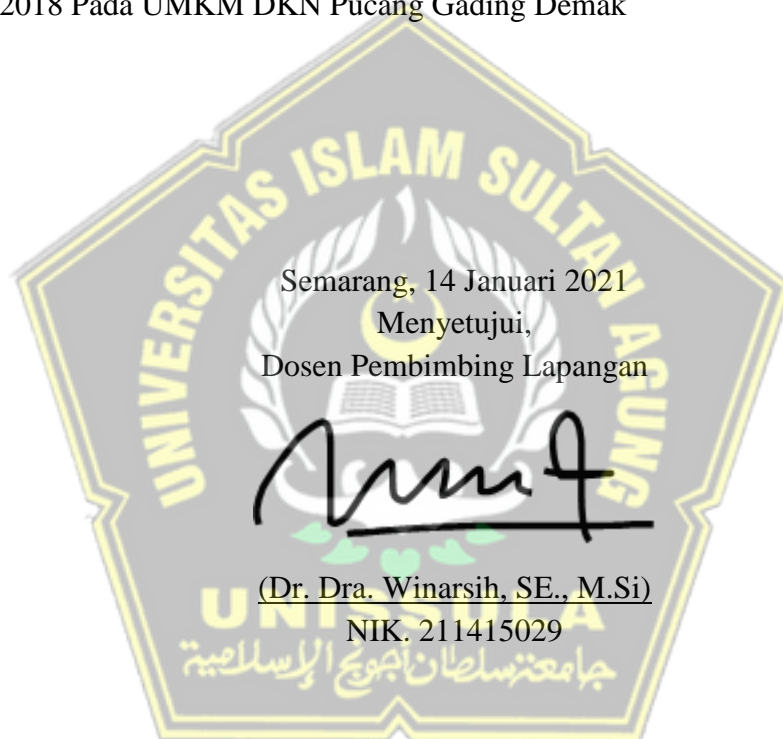 2018 Pada UMKM DKN Pucang Gading Demak
UNIVERSITAS ISLAM SULTAN AGUNG
Semarang, 14 Januari 2021
Menyetujui,
Dosen Pembimbing Lapangan
(Dr. Dra. Winarsih, SE., M.Si)
NIK. 211415029
UNISSULA
جامعة سلطان أجونج الإسلامية